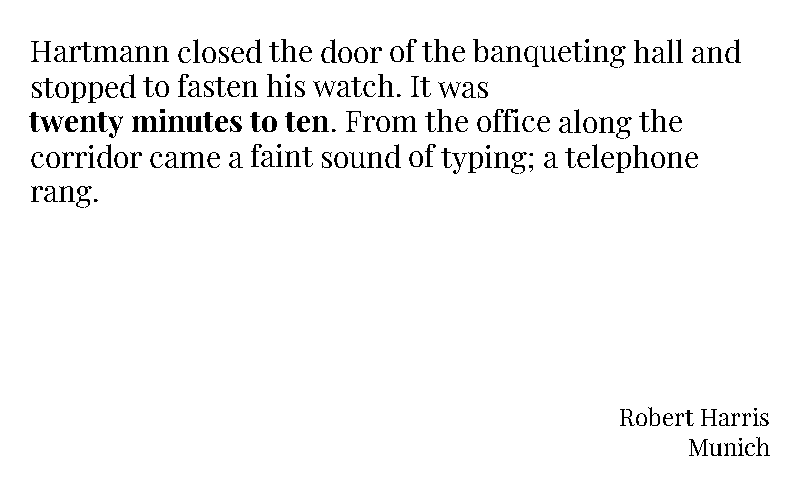 Hartmann closed the door of the banqueting hall and
stopped to fasten his watch. It was
twenty minutes to ten. From the office along the
corridor came a faint sound of typing; a telephone
rang.
Robert Harris
Munich